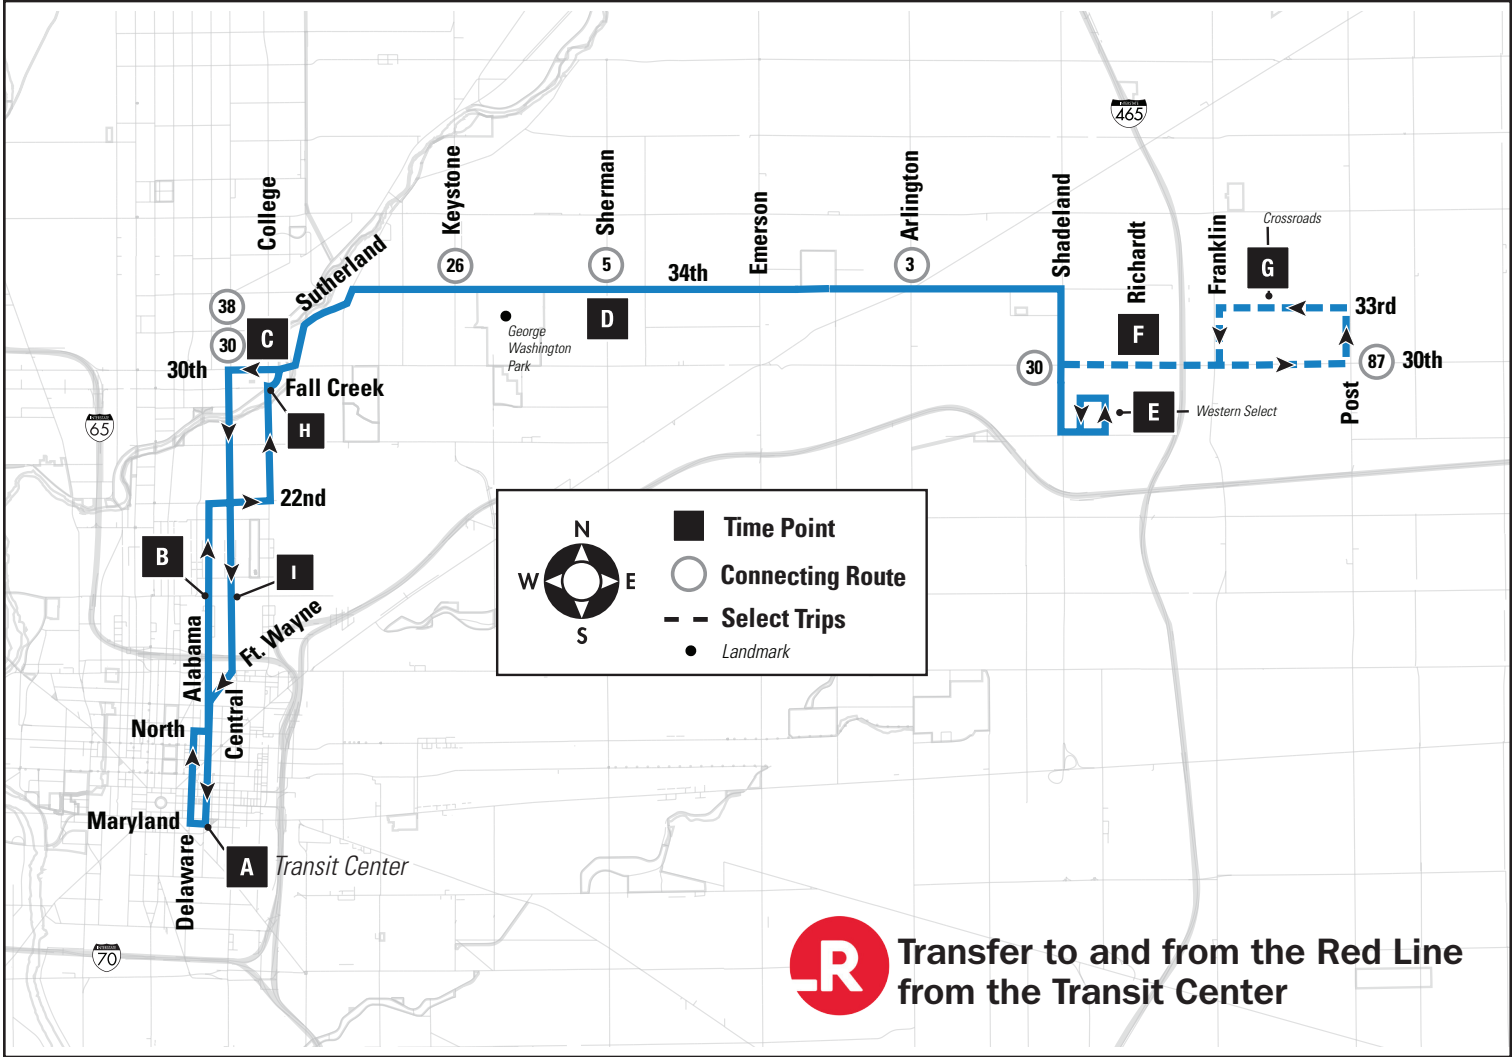 INTERSTATE
465
College
Keystone
Sherman
Emerson
Arlington
Shadeland
Richardt
Franklin
Crossroads
G
Sutherland
26
5
34th
3
38
30
C
D
George
Washington
Park
F
33rd
30th
Fall Creek
30
87
30th
Post
E
Western Select
INTERSTATE
65
H
22nd
B
I
Alabama
Ft. Wayne
North
Central
Maryland
Delaware
A
Transit Center
INTERSTATE
70
N
W
E
S
Time Point
Connecting Route
Select Trips
Landmark
R
Transfer to and from the Red Line
from the Transit Center